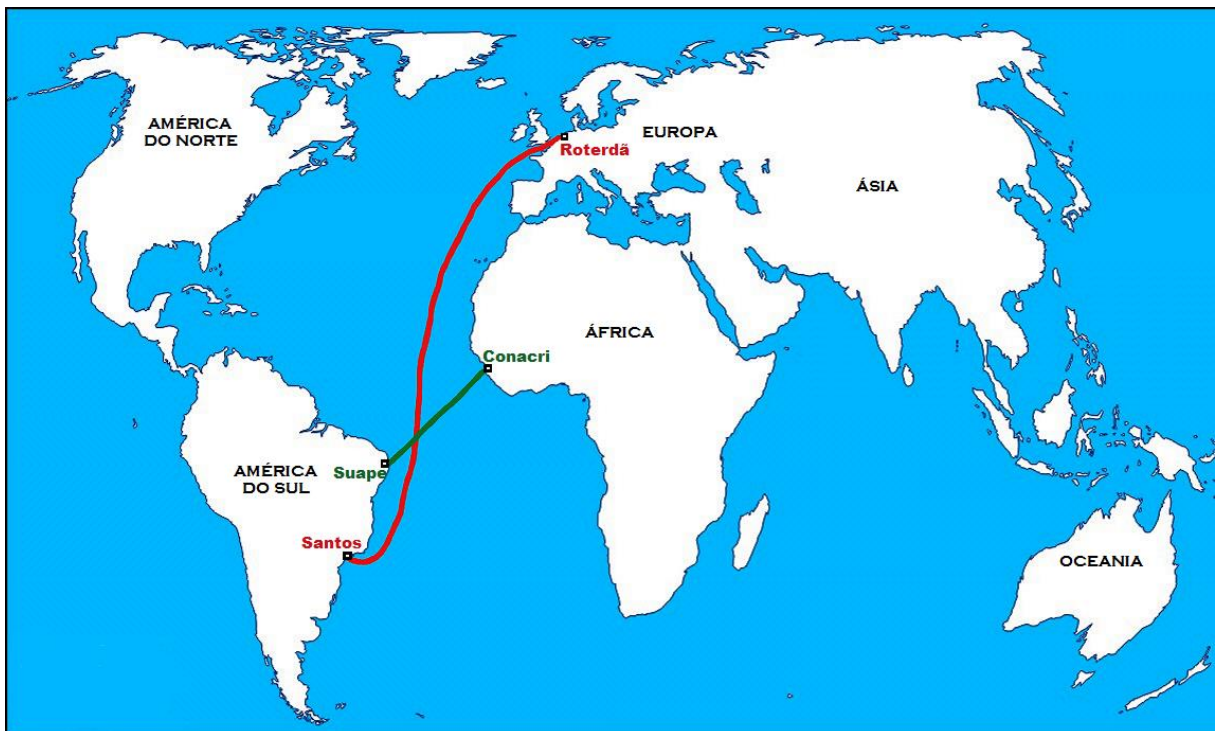 AMÉRICA
DO NORTE
EUROPA
Roterdã
ÁSIA
ÁFRICA
Conacri
AMÉRICA
DO SUL
Suape
Santos
OCEANIA